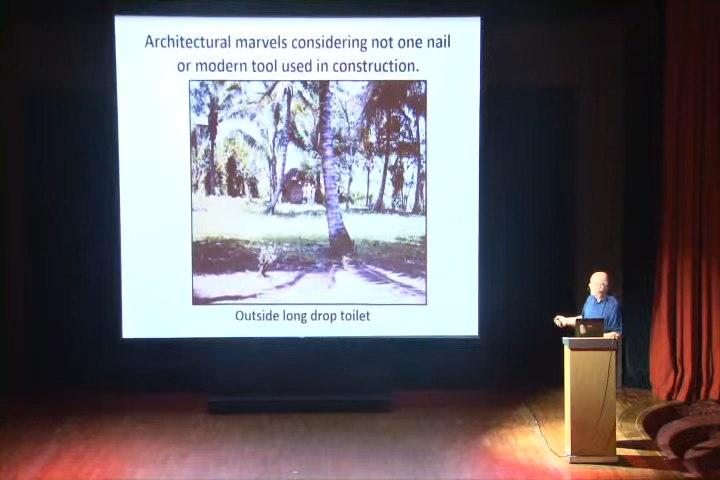 Architectural marvels considering not one nail
or modern tool used in construction.
Outside long drop toilet